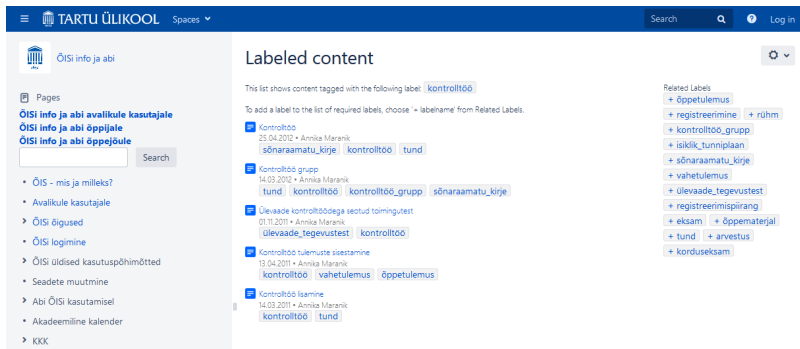 TARTU ÜLIKOOL Spaces Search Log in
ÕISi info ja abi
Pages
ÕISi info ja abi avalikule kasutajale
ÕISi info ja abi õppijale
ÕISi info ja abi õppejõule
Search
ÕIS - mis ja milleks?
Avalikule kasutajale
ÕISi õigused
ÕISi logimine
ÕISi üldised kasutuspõhimõtted
Seadete muutmine
Abi ÕISi kasutamisel
Akadeemiline kalender
KKK
Labeled content
This list shows content tagged with the following label: kontrolltöö
To add a label to the list of required labels, choose '+ labelname' from Related Labels.
Kontrolltöö
25.04.2012 • Annika Maranik
sõnaraamatu_kirje kontrolltöö tund
Kontrolltöö grupp
14.03.2012 • Annika Maranik
tund kontrolltöö kontrolltöö_grupp sõnaraamatu_kirje
Ülevaade kontrolltöödega seotud toimingutest
01.11.2011 • Annika Maranik
ülevaade_tegevustest kontrolltöö
Kontrolltöö tulemuste sisestamine
13.04.2011 • Annika Maranik
kontrolltöö vahetulemus õppetulemus
Kontrolltöö lisamine
14.03.2011 • Annika Maranik
kontrolltöö tund
Related Labels
+ õppetulemus
+ registreerimine + rühm
+ kontrolltöö_grupp
+ isiklik_tunniplaan
+ sõnaraamatu_kirje
+ vahetulemus
+ ülevaade_tegevustest
+ registreerimispiirang
+ eksam + õppematerjal
+ tund + arvestus
+ korduseksam